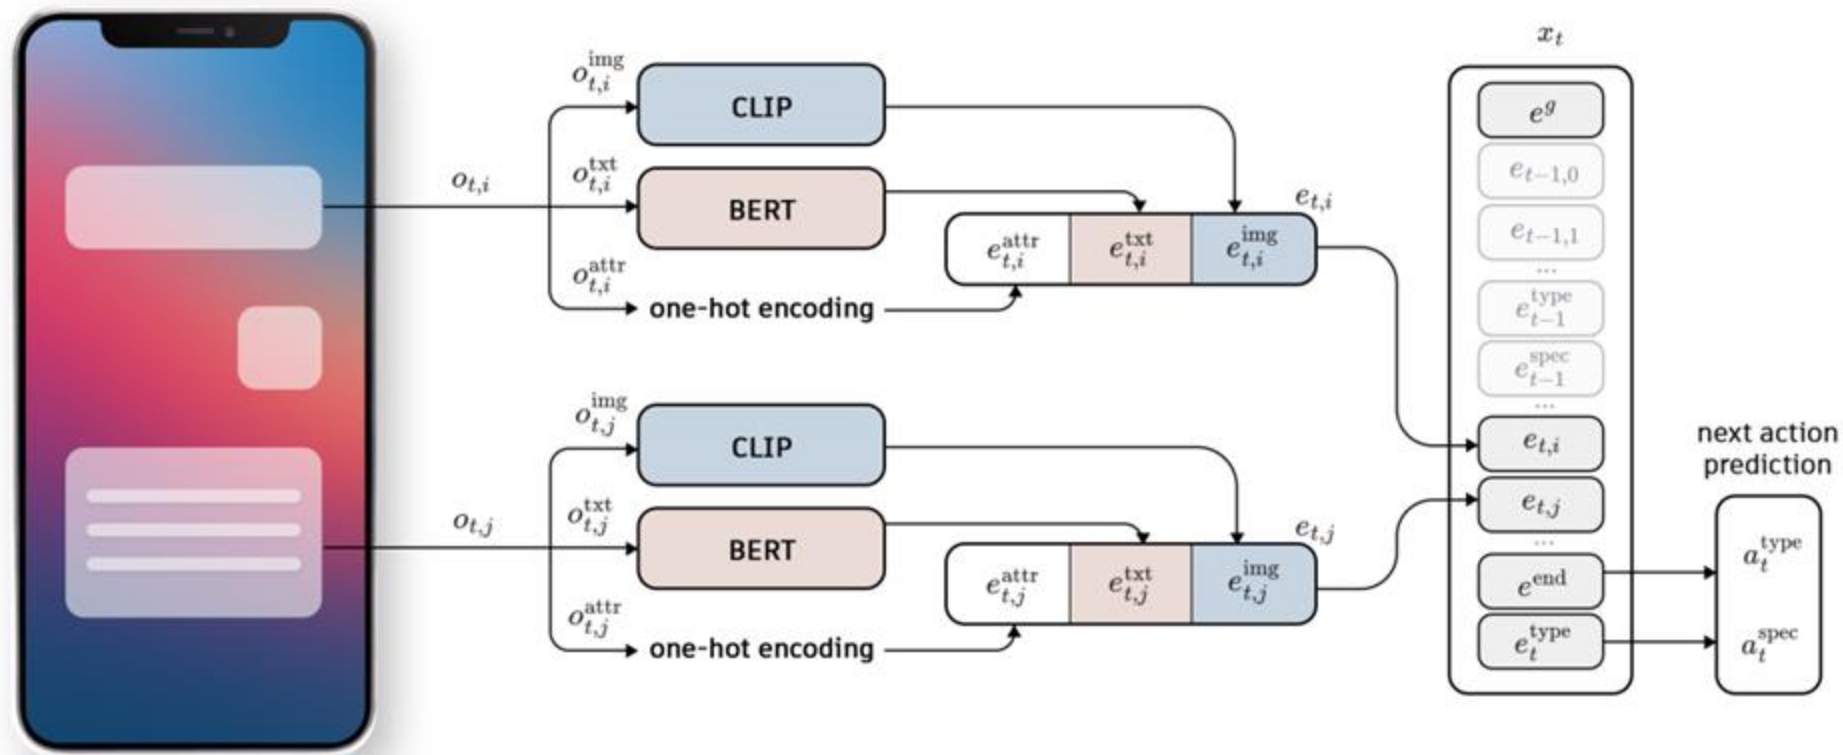 o_{t,i}
o_{t,i}^{img}
CLIP
o_{t,i}^{txt}
BERT
o_{t,i}^{attr}
one-hot encoding
e_{t,i}
e_{t,i}^{attr} e_{t,i}^{txt} e_{t,i}^{img}
o_{t,j}
o_{t,j}^{img}
CLIP
o_{t,j}^{txt}
BERT
o_{t,j}^{attr}
one-hot encoding
e_{t,j}
e_{t,j}^{attr} e_{t,j}^{txt} e_{t,j}^{img}
x_t
e^g
e_{t-1,0}
e_{t-1,1}
...
e_{t-1}^{type}
e_{t-1}^{spec}
...
e_{t,i}
e_{t,j}
...
e^{end}
e_t^{type}
next action
prediction
a_t^{type}
a_t^{spec}